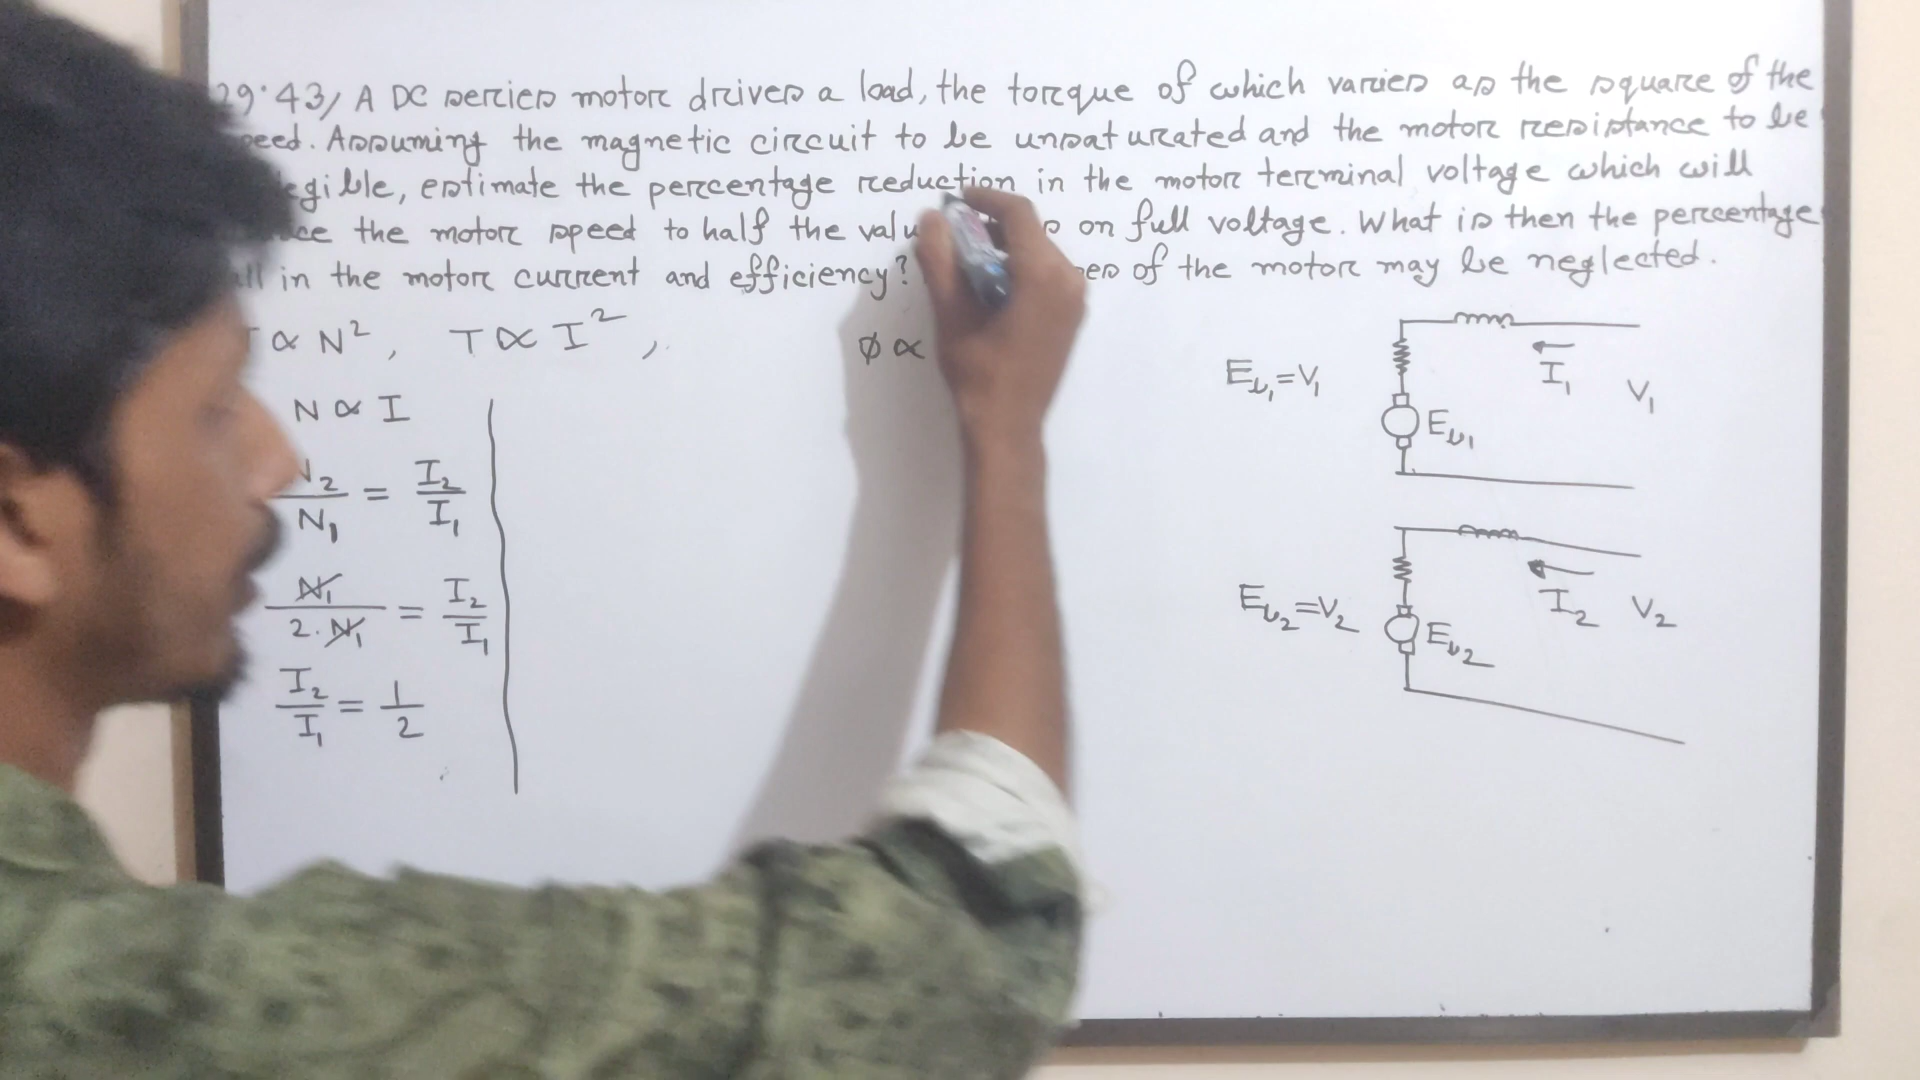 29.43, A DC series motor drives a load, the torque of which varies as the square of the
. Assuming the magnetic circuit to be unsaturated and the motor resistance to be
, estimate the percentage reduction in the motor terminal voltage which will
the motor speed to half the on full voltage. What is then the percentage
in the motor current and efficiency? of the motor may be neglected.
∝ N², T ∝ I²,
ϕ ∝
N ∝ I
N₂/N₁ = I₂/I₁
N₁/2.N₁ = I₂/I₁
I₂/I₁ = 1/2
E_b₁ = V₁
I₁
V₁
E_b₁
E_b₂ = V₂
I₂
V₂
E_b₂